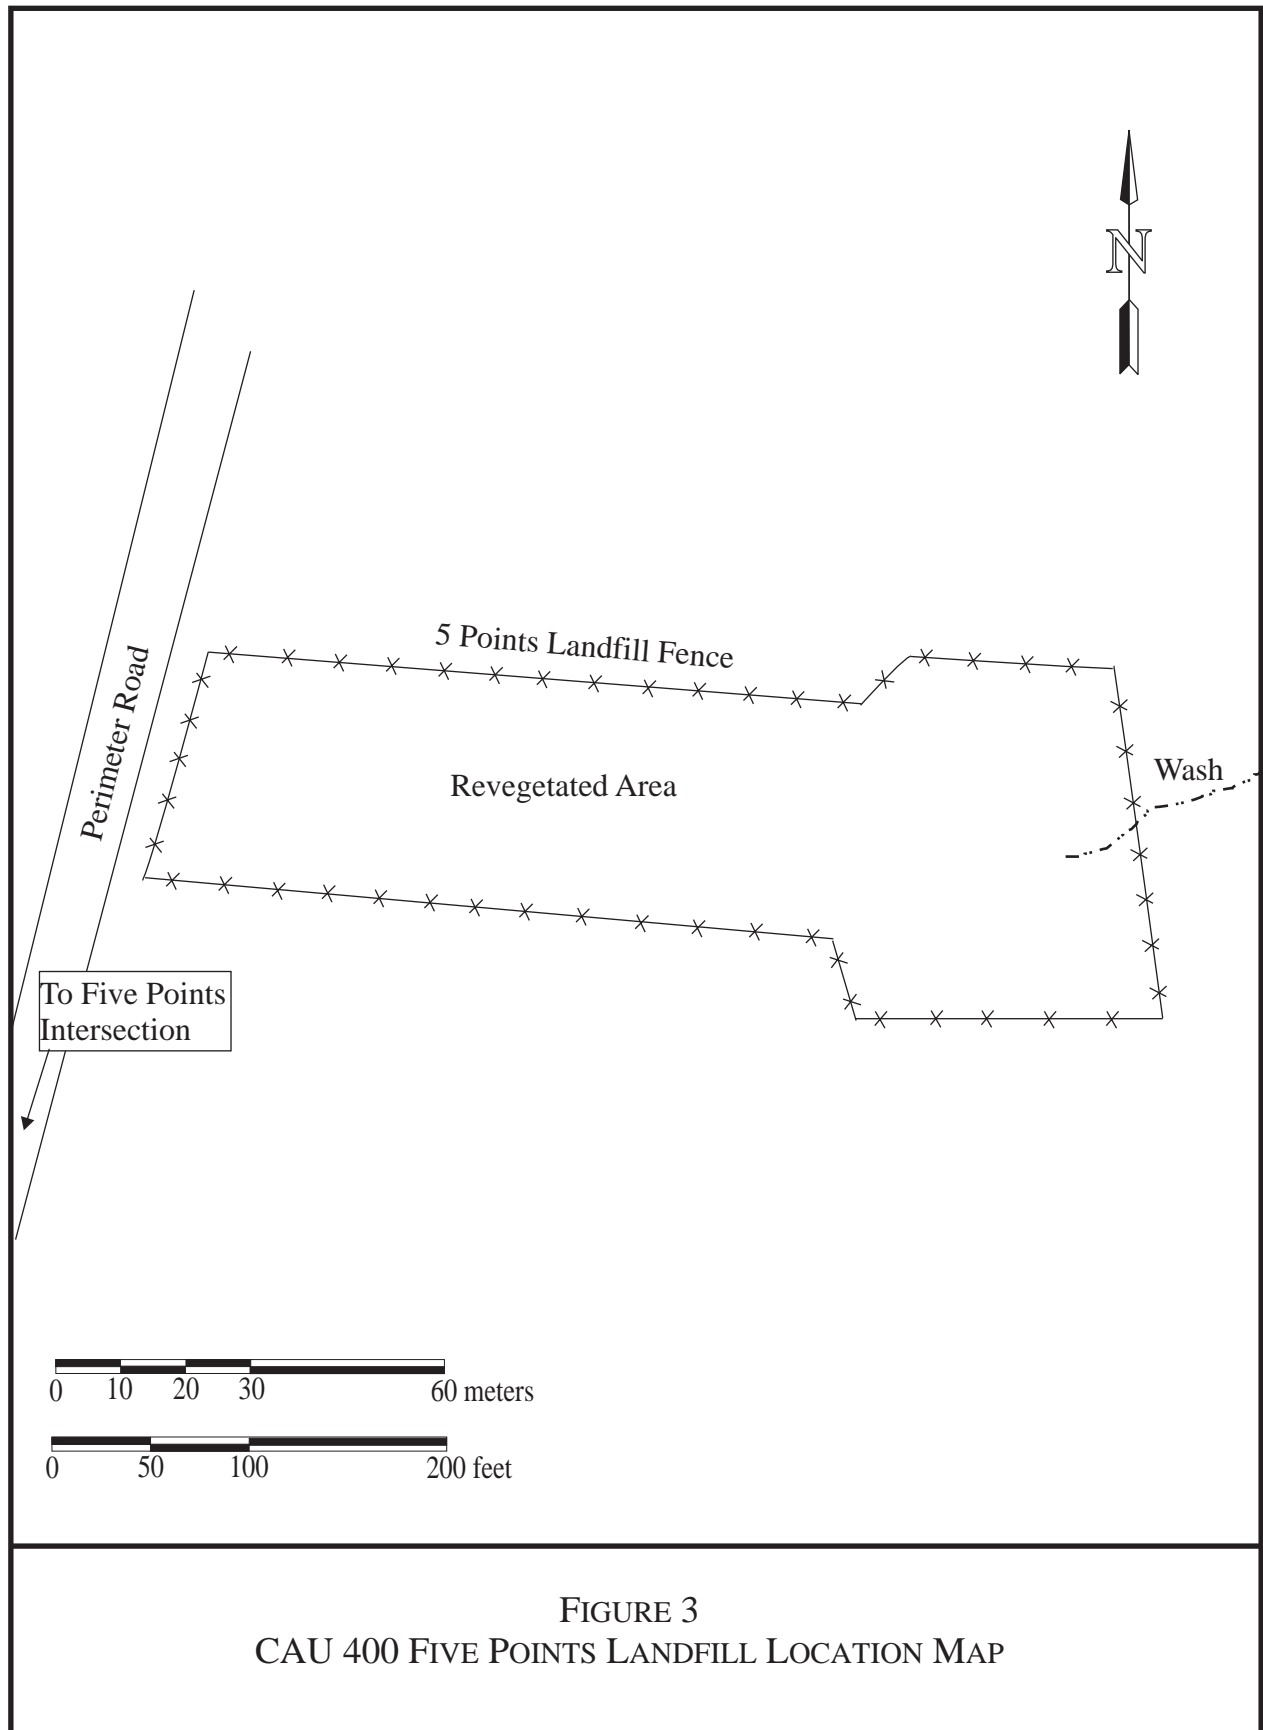 N
5 Points Landfill Fence
Perimeter Road
Revegetated Area
Wash
To Five Points
Intersection
0 10 20 30 60 meters
0 50 100 200 feet
FIGURE 3
CAU 400 FIVE POINTS LANDFILL LOCATION MAP